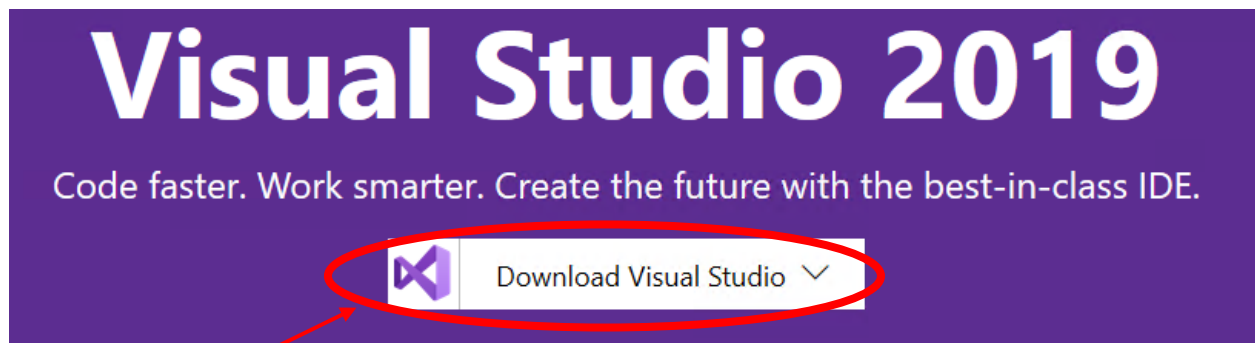 Visual Studio 2019
Code faster. Work smarter. Create the future with the best-in-class IDE.
Download Visual Studio